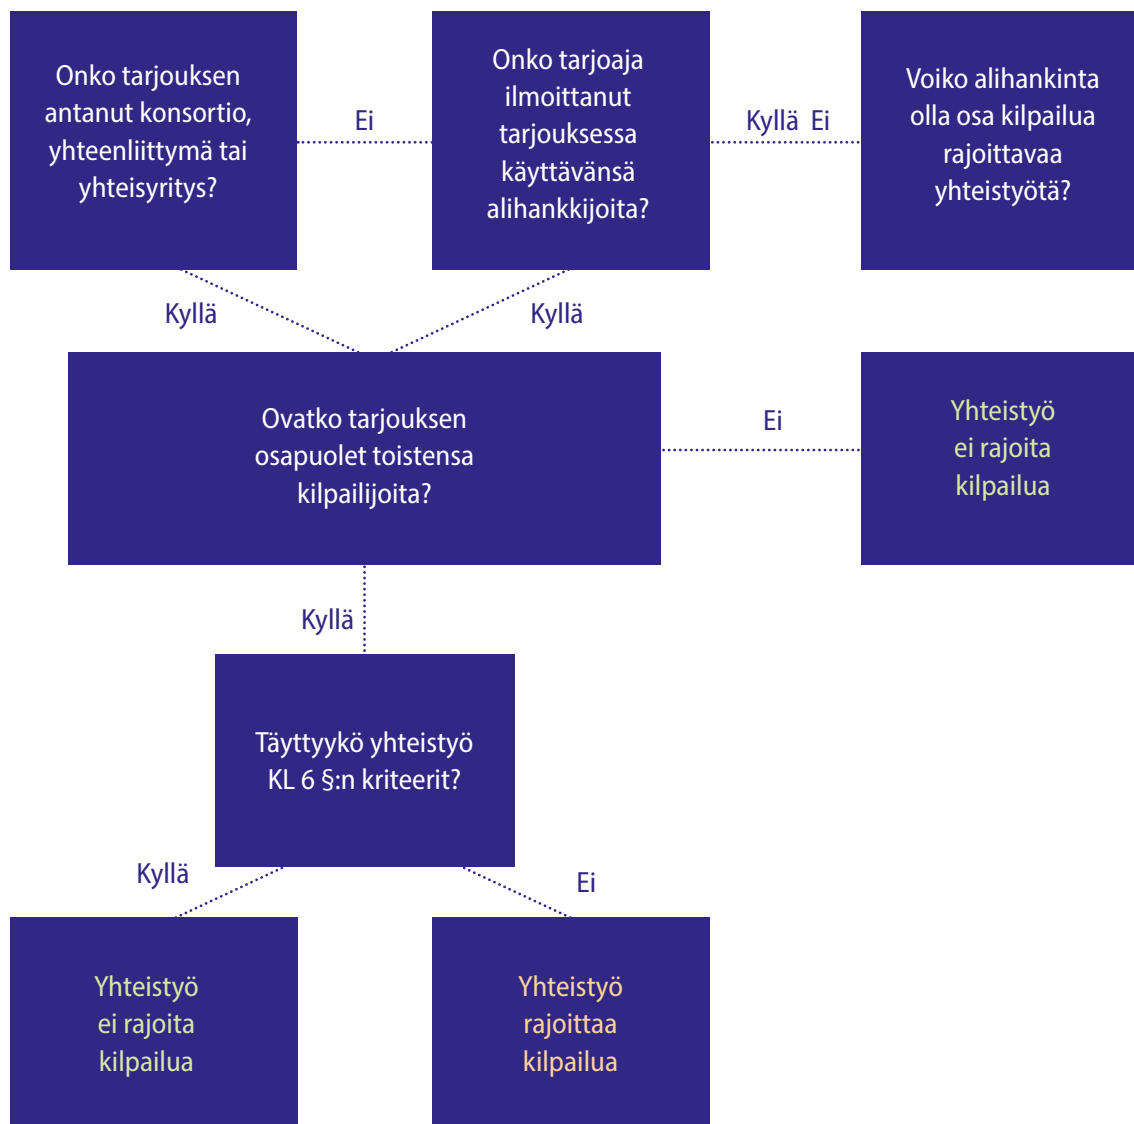 Onko tarjouksen
antanut konsortio,
yhteenliittymä tai
yhteisyritys?
Ei
Onko tarjoaja
ilmoittanut
tarjouksessa
käyttävänsä
alihankkijoita?
Kyllä Ei
Voiko alihankinta
olla osa kilpailua
rajoittavaa
yhteistyötä?
Kyllä
Kyllä
Ovatko tarjouksen
osapuolet toistensa
kilpailijoita?
Ei
Yhteistyö
ei rajoita
kilpailua
Kyllä
Täyttyykö yhteistyö
KL 6 §:n kriteerit?
Kyllä
Ei
Yhteistyö
ei rajoita
kilpailua
Yhteistyö
rajoittaa
kilpailua